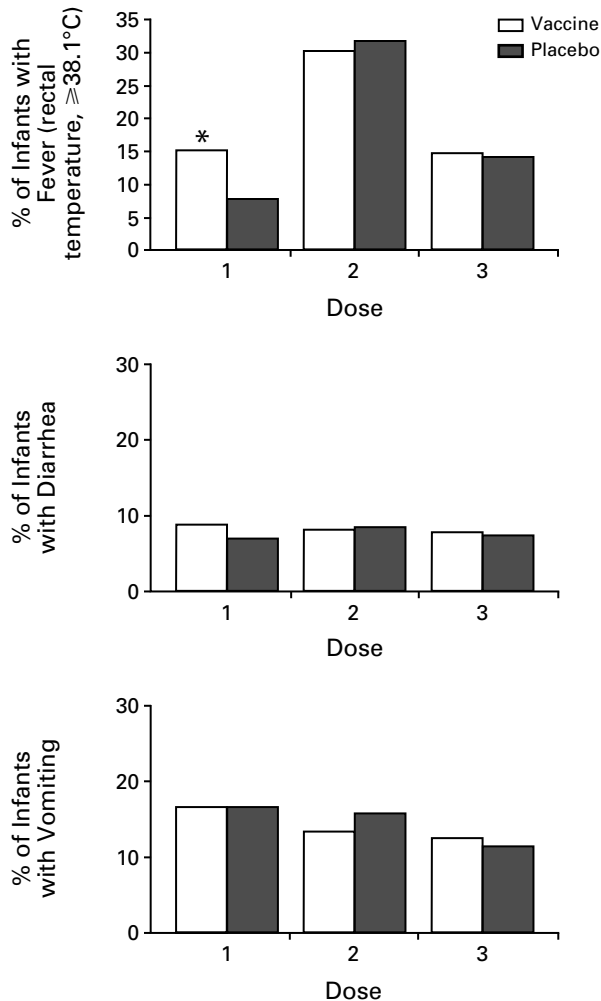 Vaccine
Placebo
% of Infants with
Fever (rectal
temperature, ⩾38.1°C)
35
30
25
20
15
10
5
0
*
1 2 3
Dose
% of Infants
with Diarrhea
30
20
10
0
1 2 3
Dose
% of Infants
with Vomiting
30
20
10
0
1 2 3
Dose